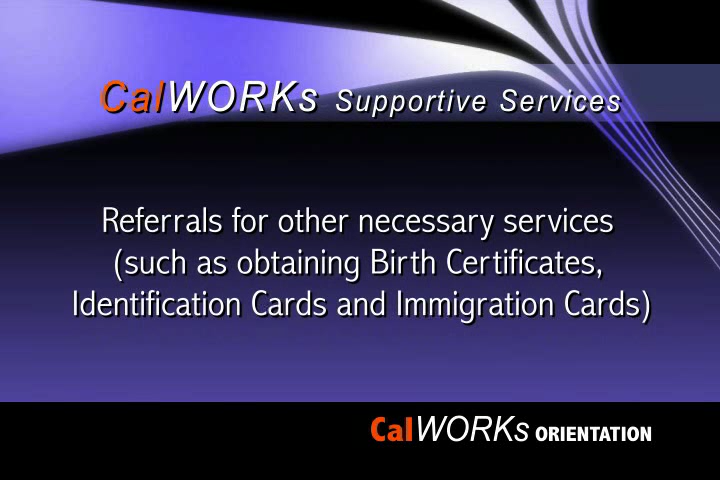 CalWORKs Supportive Services
Referrals for other necessary services
(such as obtaining Birth Certificates,
Identification Cards and Immigration Cards)
CalWORKs ORIENTATION